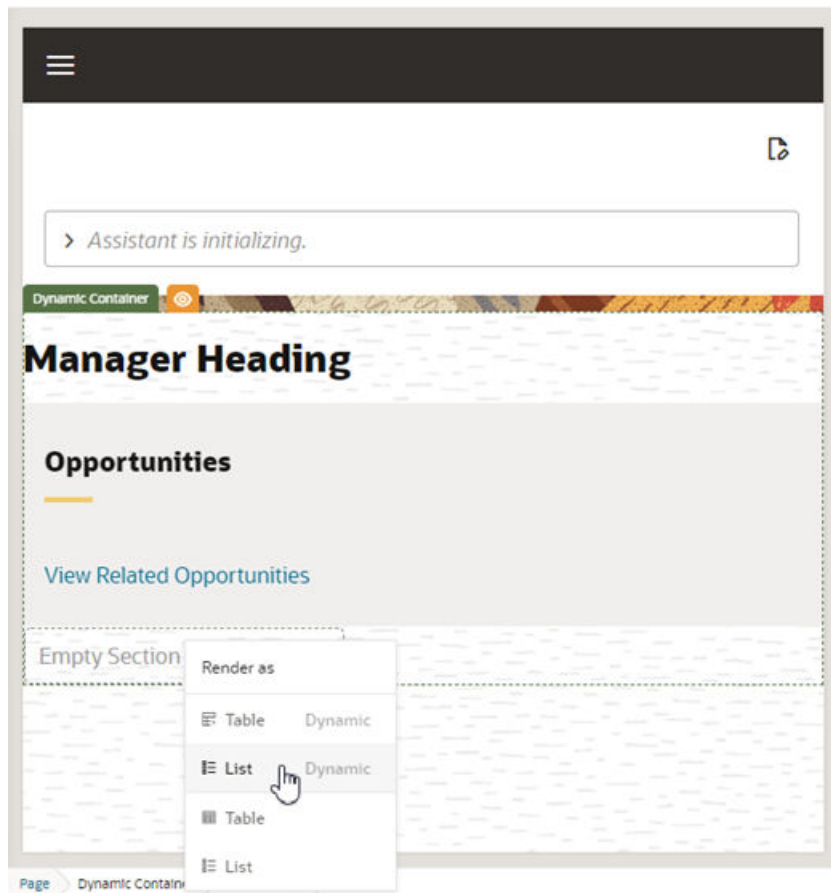 Assistant is initializing.
Dynamic Container
Manager Heading
Opportunities
View Related Opportunities
Empty Section
Render as
Table Dynamic
List Dynamic
Table
List
Page Dynamic Contain